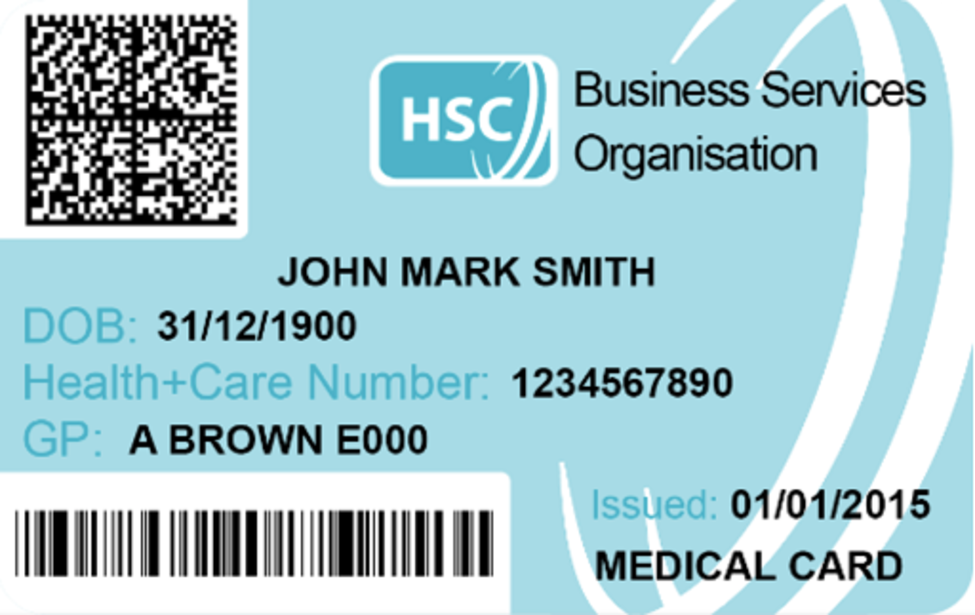 HSC
Business Services
Organisation
JOHN MARK SMITH
DOB: 31/12/1900
Health+Care Number: 1234567890
GP: A BROWN E000
Issued: 01/01/2015
MEDICAL CARD